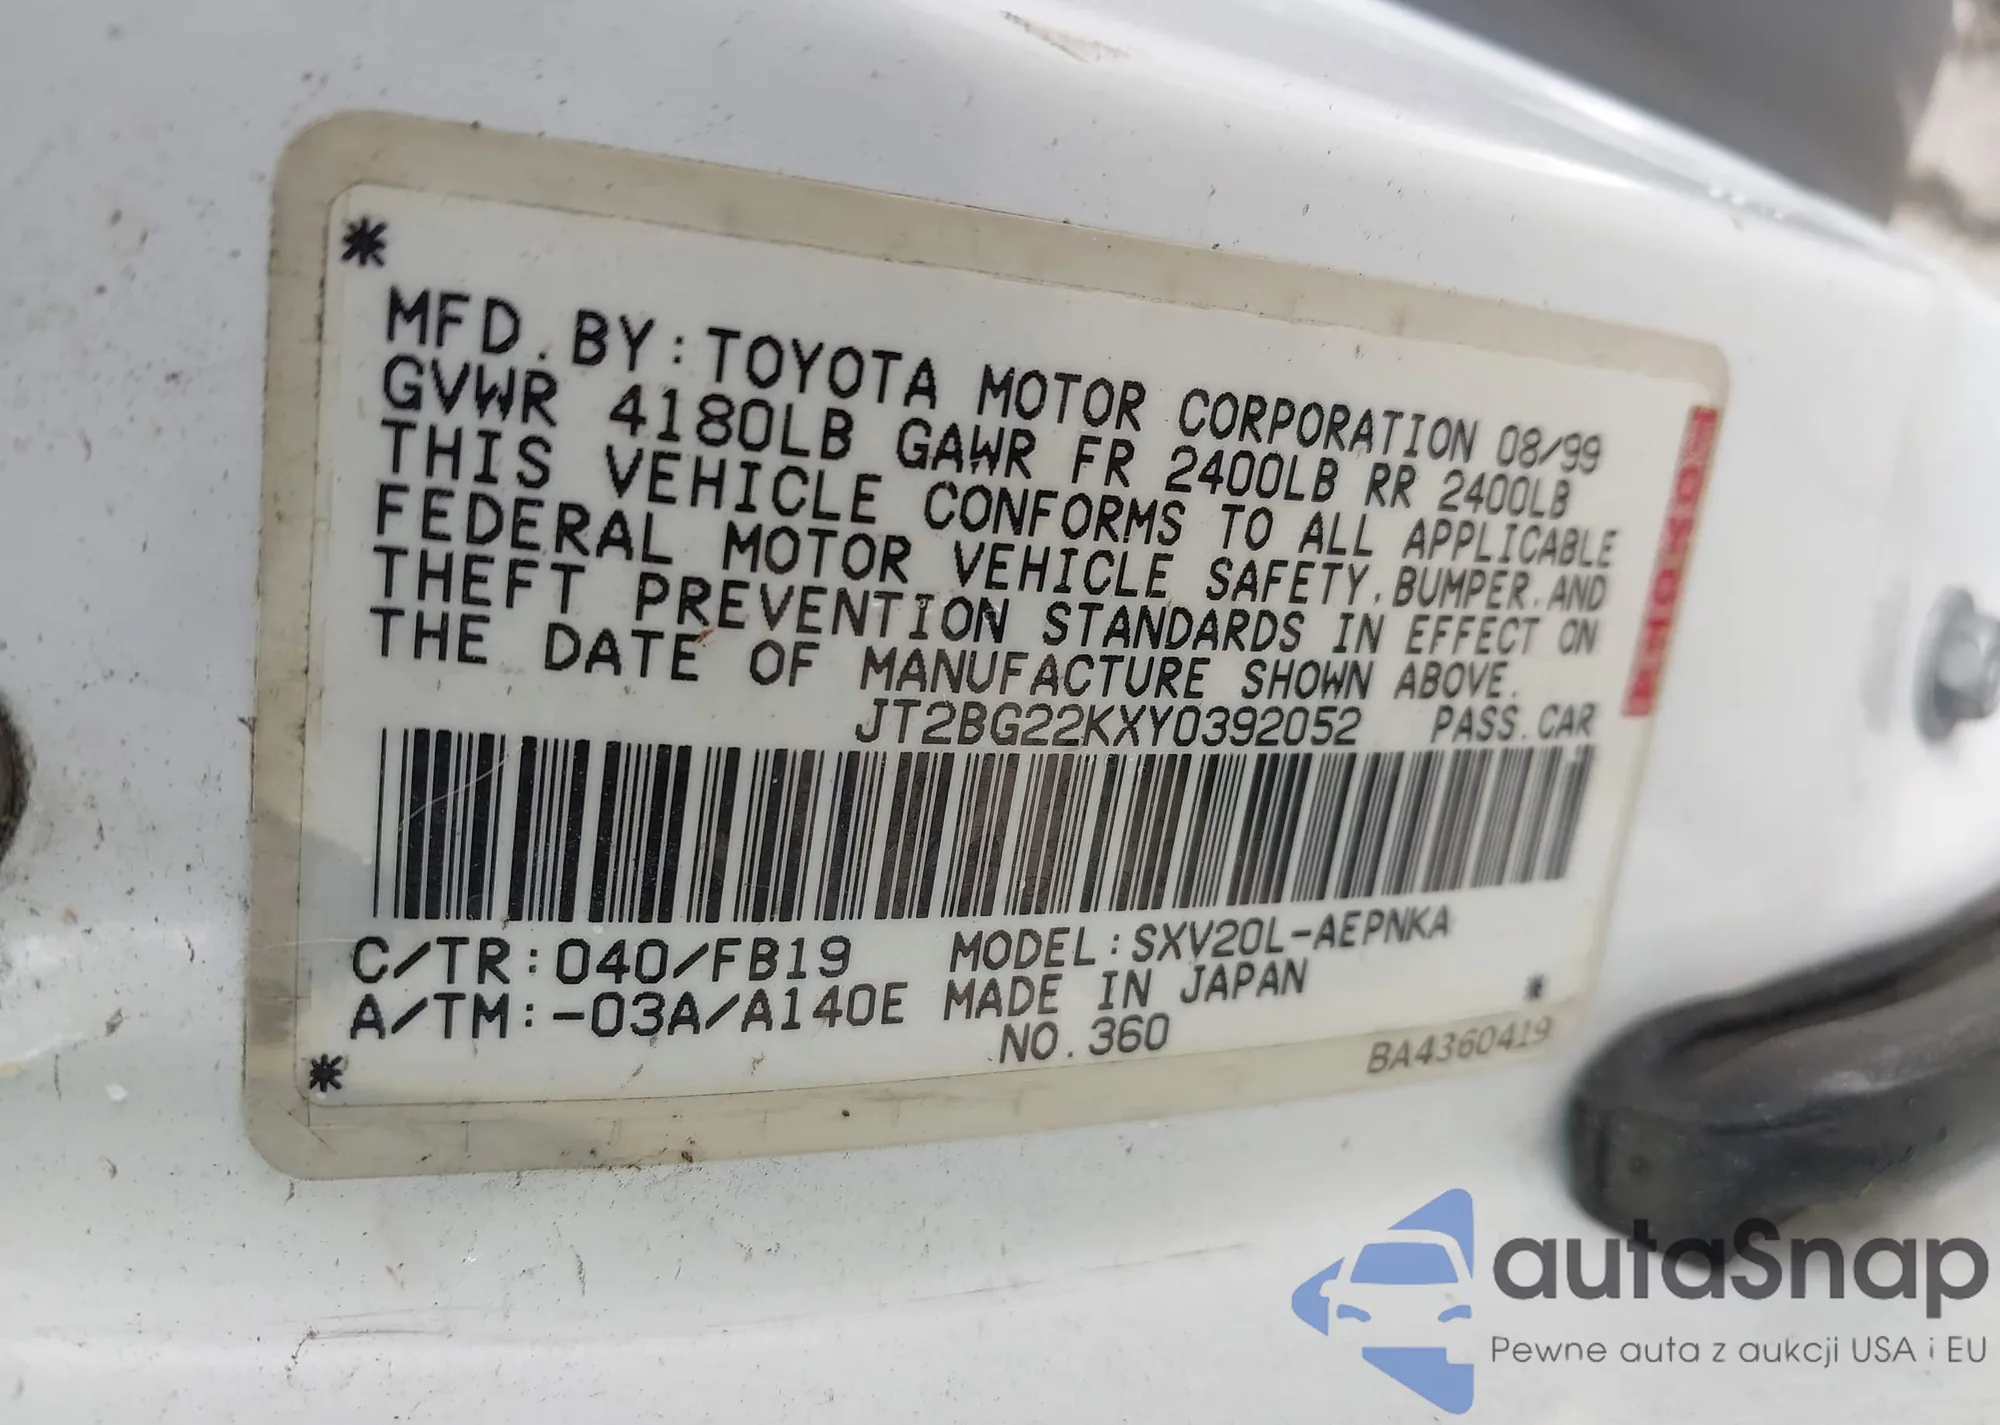 *
MFD. BY: TOYOTA MOTOR CORPORATION 08/99
GVWR 4180LB GAWR FR 2400LB RR 2400LB
THIS VEHICLE CONFORMS TO ALL APPLICABLE
FEDERAL MOTOR VEHICLE SAFETY, BUMPER, AND
THEFT PREVENTION STANDARDS IN EFFECT ON
THE DATE OF MANUFACTURE SHOWN ABOVE.
JT2BG22KXY0392052 PASS. CAR
C/TR: 040/FB19 MODEL: SXV20L-AEPNKA
A/TM: -03A/A140E MADE IN JAPAN *
* NO. 360 BA4360419
autaSnap
Pewne auta z aukcji USA i EU